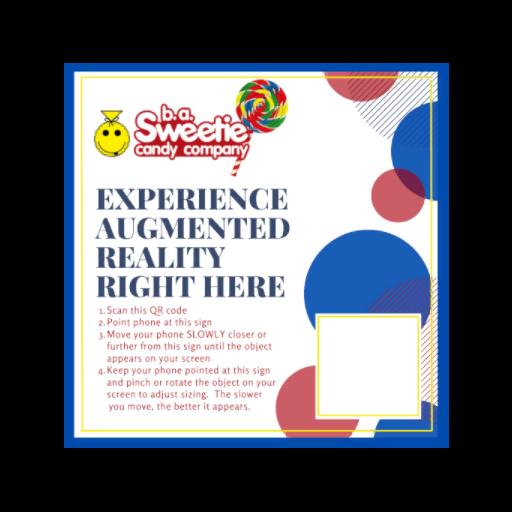 b.a.
Sweetie
candy company
EXPERIENCE
AUGMENTED
REALITY
RIGHT HERE
1. Scan this QR code
2. Point phone at this sign
3. Move your phone SLOWLY closer or
further from this sign until the object
appears on your screen
4. Keep your phone pointed at this sign
and pinch or rotate the object on your
screen to adjust sizing. The slower
you move, the better it appears.